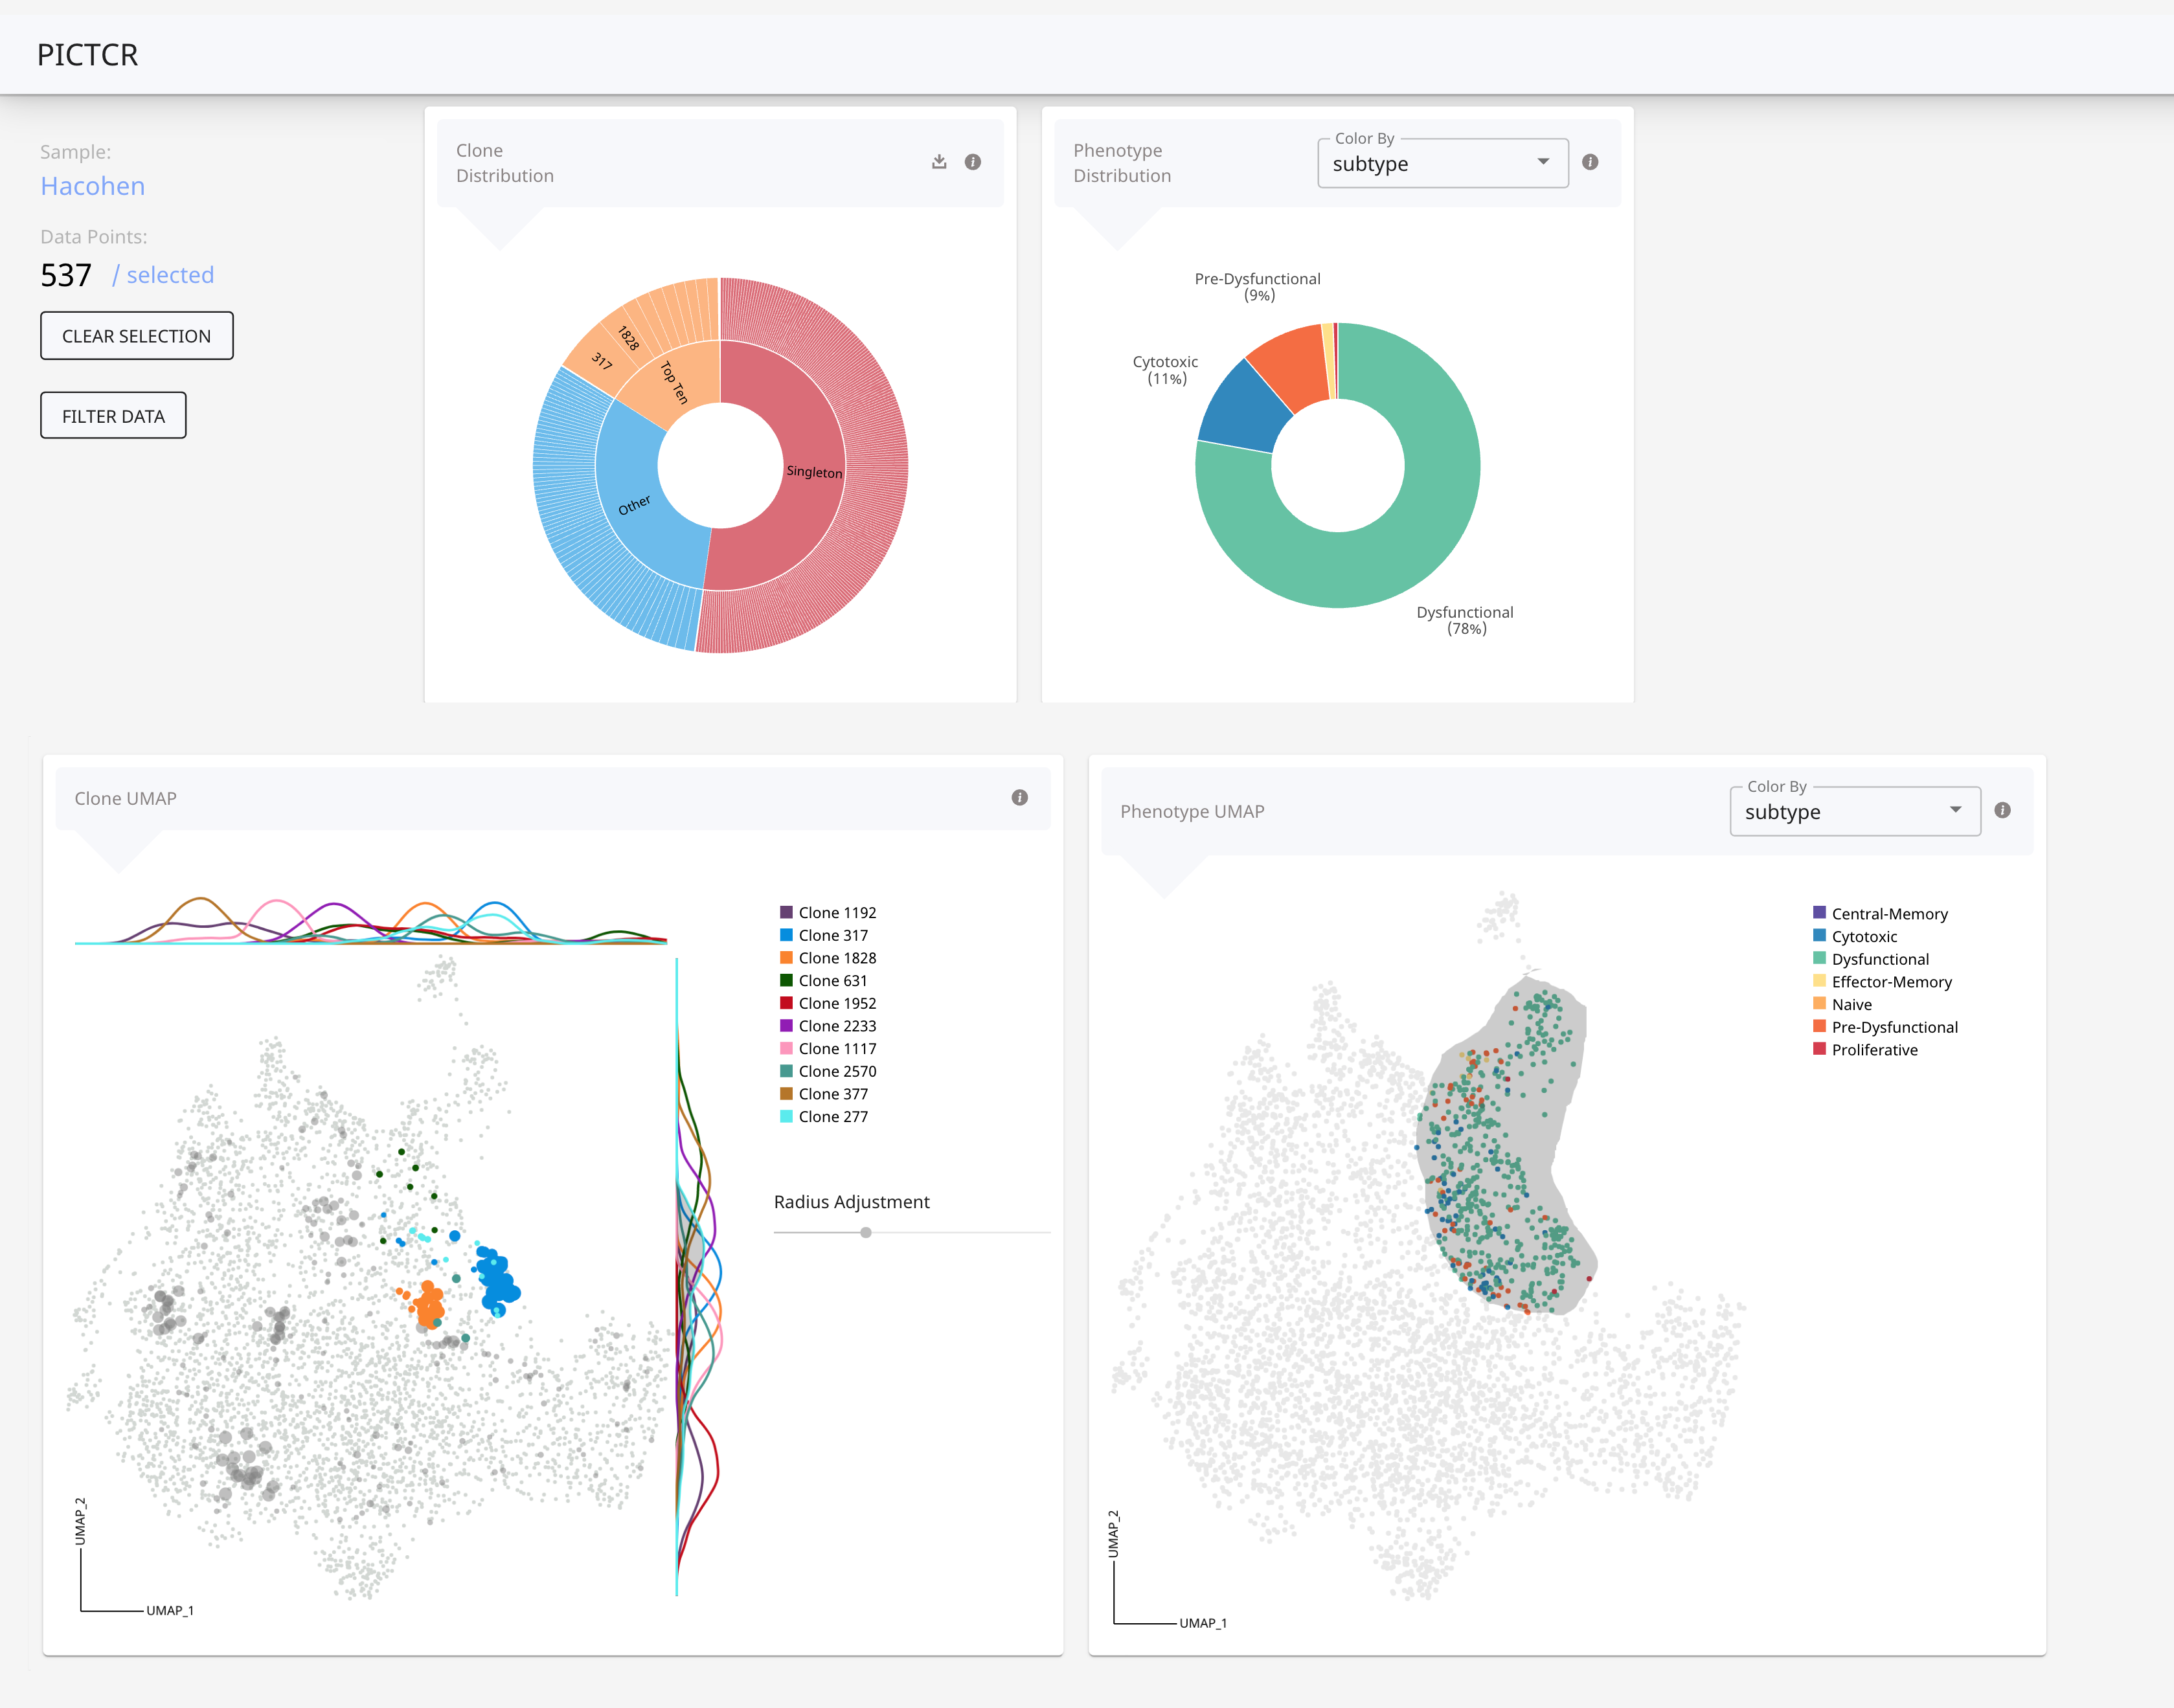 PICTCR
Sample:
Hacohen
Data Points:
537 / selected
CLEAR SELECTION
FILTER DATA
Clone
Distribution
317
1828
Top Ten
Singleton
Other
Phenotype
Distribution
Color By
subtype
Pre-Dysfunctional
(9%)
Cytotoxic
(11%)
Dysfunctional
(78%)
Clone UMAP
Clone 1192
Clone 317
Clone 1828
Clone 631
Clone 1952
Clone 2233
Clone 1117
Clone 2570
Clone 377
Clone 277
Radius Adjustment
UMAP_2
UMAP_1
Phenotype UMAP
Color By
subtype
Central-Memory
Cytotoxic
Dysfunctional
Effector-Memory
Naive
Pre-Dysfunctional
Proliferative
UMAP_2
UMAP_1